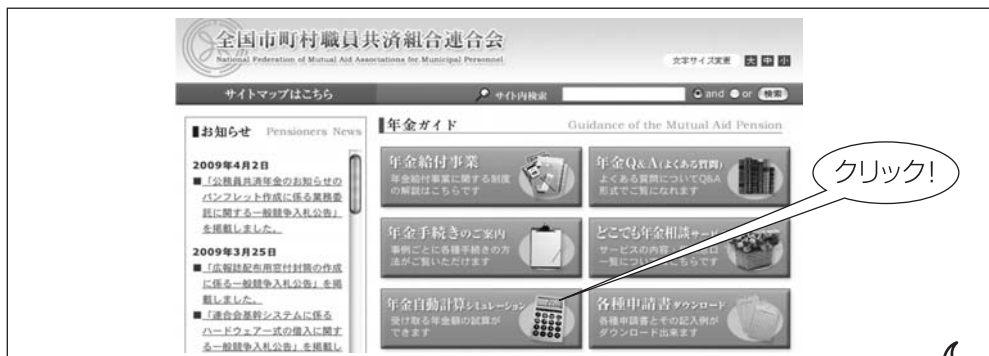 全国市町村職員共済組合連合会
National Federation of Mutual Aid Associations for Municipal Personnel
文字サイズ変更 大 中 小
サイトマップはこちら
サイト内検索 and or 検索
■お知らせ Pensioners News
2009年4月2日
■「公務員共済年金のお知らせの
パンフレット作成に係る業務委
託に関する一般競争入札公告」
を掲載しました。
2009年3月25日
■「広報誌配布用窓付封筒の作成
に係る一般競争入札公告」を掲
載しました。
■「連合会基幹システムに係る
ハードウェア一式の借入に関す
る一般競争入札公告」を掲載し
年金ガイド Guidance of the Mutual Aid Pension
年金給付事業
年金給付事業に関する制度
の解説はこちらです
年金Q&A(よくある質問)
よくある質問についてQ&A
形式でご覧になれます
年金手続きのご案内
事例ごとに各種手続きの方
法がご覧いただけます
どこでも年金相談サービ
サービスの内容
一覧について こちらです
年金自動計算シミュレーション
受け取る年金額の試算が
できます
各種申請書ダウンロード
各種申請書とその記入例が
ダウンロード出来ます
クリック!